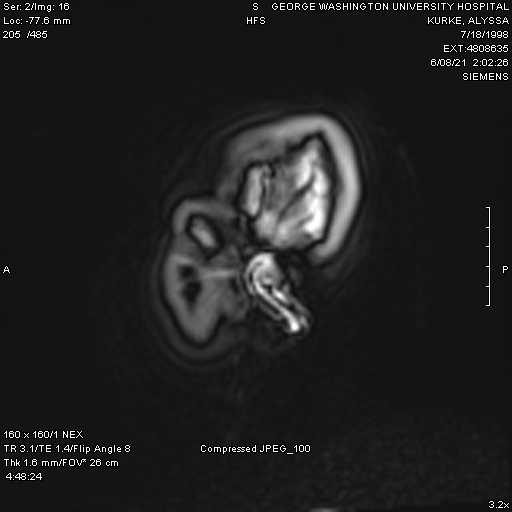 Ser: 2/Img: 16
Loc: -77.6 mm
205 /485
HFS
S GEORGE WASHINGTON UNIVERSITY HOSPITAL
KURKE, ALYSSA
7/18/1998
EXT:4808635
6/08/21 2:02:26
SIEMENS
A
P
160 x 160/1 NEX
TR 3.1/TE 1.4/Flip Angle 8
Thk 1.6 mm/FOV* 26 cm
4:48:24
Compressed JPEG_100
3.2x